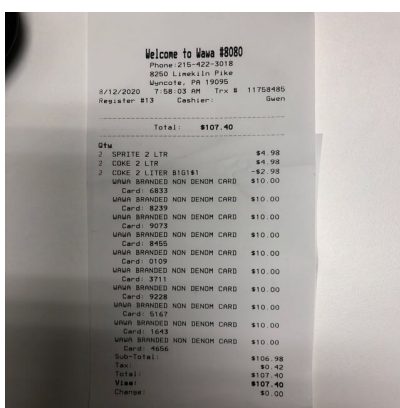 Welcome to Wawa #8080
Phone:215-422-3018
8250 Limekiln Pike
Wyncote, PA 19095
8/12/2020 7:58:03 AM Trx # 11758485
Register #13 Cashier: Gwen
Total: $107.40
Qty
2 SPRITE 2 LTR $4.98
2 COKE 2 LTR $4.98
2 COKE 2 LITER B1G1$1 -$2.98
WAWA BRANDED NON DENOM CARD $10.00
Card: 6833
WAWA BRANDED NON DENOM CARD $10.00
Card: 8239
WAWA BRANDED NON DENOM CARD $10.00
Card: 9073
WAWA BRANDED NON DENOM CARD $10.00
Card: 8455
WAWA BRANDED NON DENOM CARD $10.00
Card: 0109
WAWA BRANDED NON DENOM CARD $10.00
Card: 3711
WAWA BRANDED NON DENOM CARD $10.00
Card: 9228
WAWA BRANDED NON DENOM CARD $10.00
Card: 5167
WAWA BRANDED NON DENOM CARD $10.00
Card: 1643
WAWA BRANDED NON DENOM CARD $10.00
Card: 4656
Sub-Total: $106.98
Tax: $0.42
Total: $107.40
Visa: $107.40
Change: $0.00